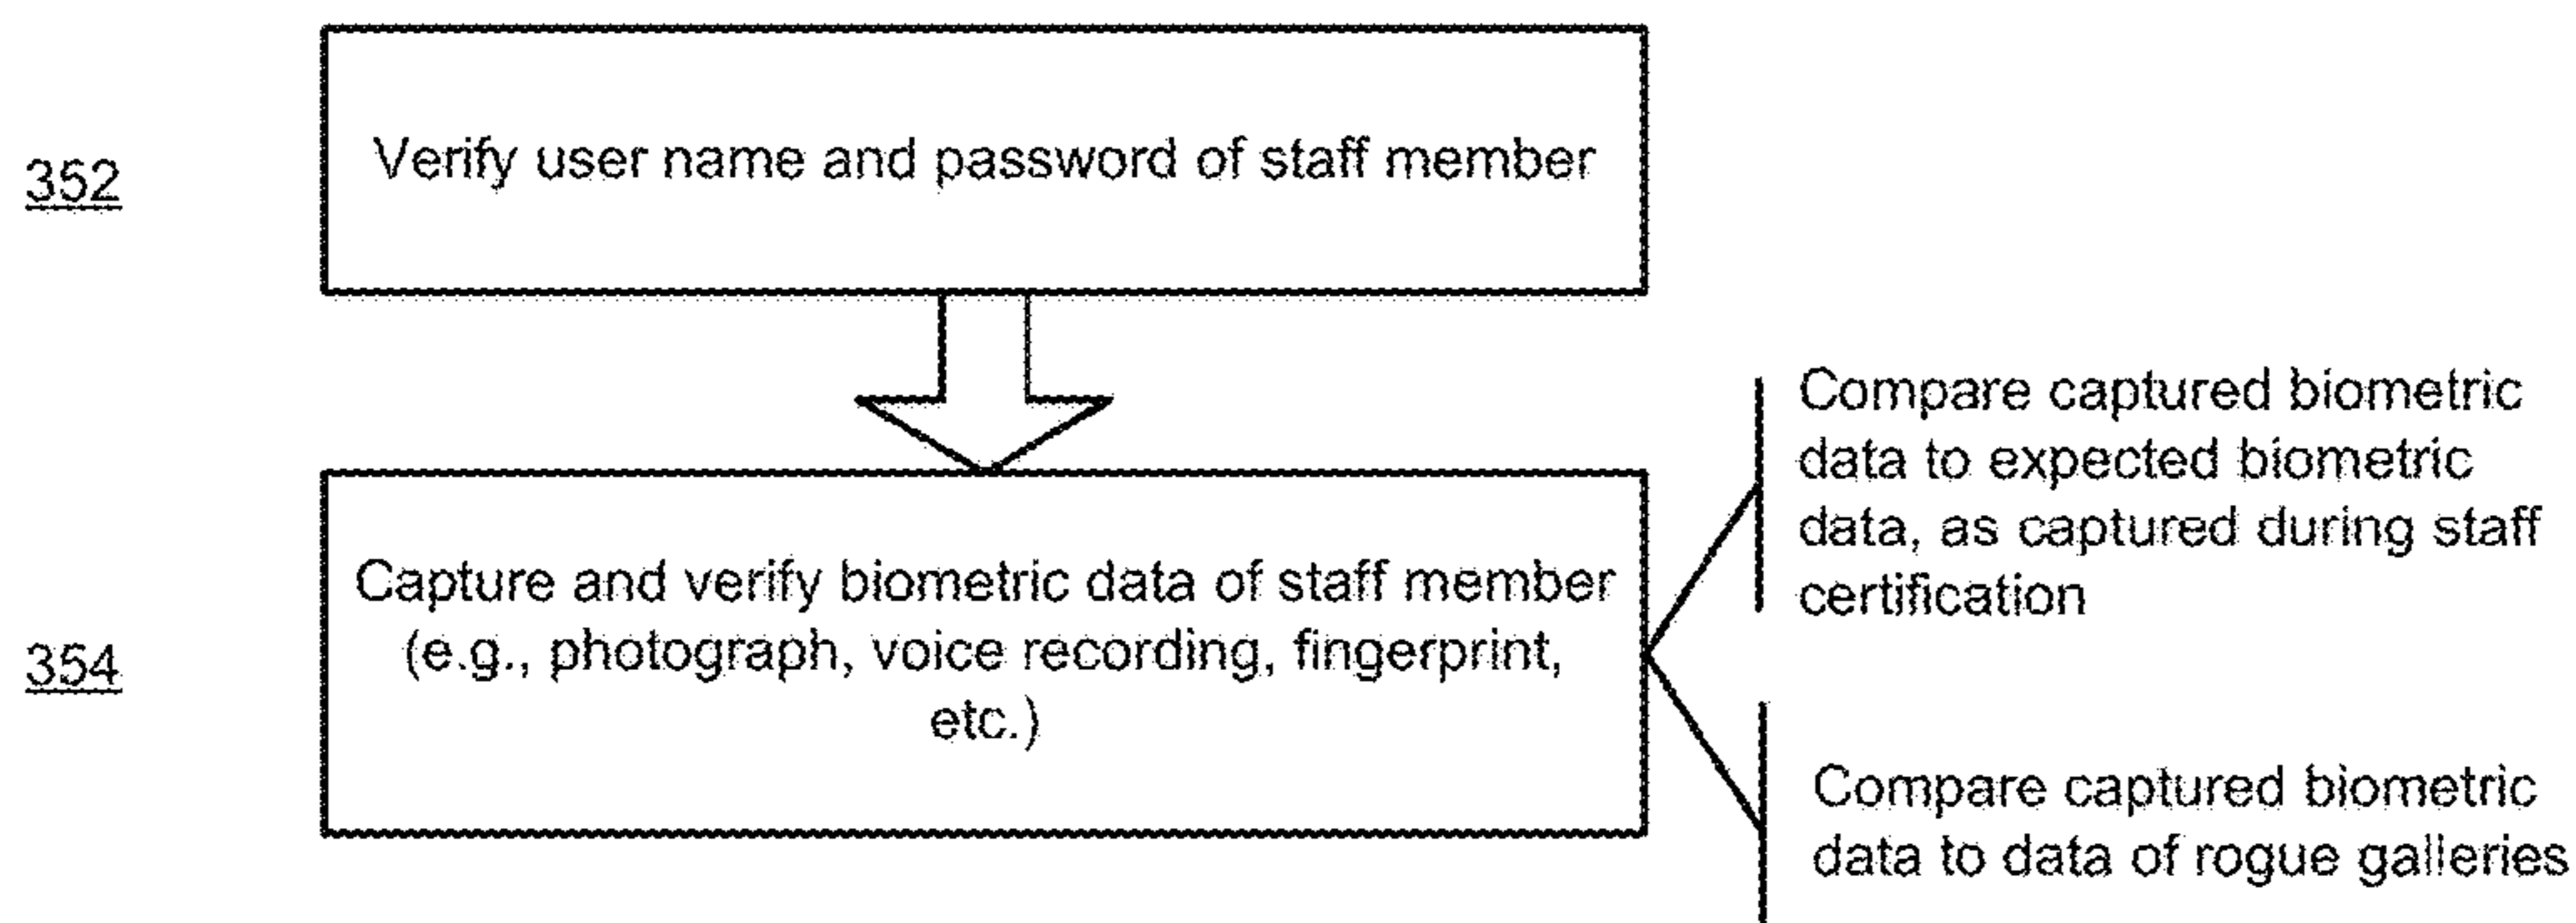 352
Verify user name and password of staff member
Compare captured biometric
data to expected biometric
data, as captured during staff
certification
354
Capture and verify biometric data of staff member
(e.g., photograph, voice recording, fingerprint,
etc.)
Compare captured biometric
data to data of rogue galleries